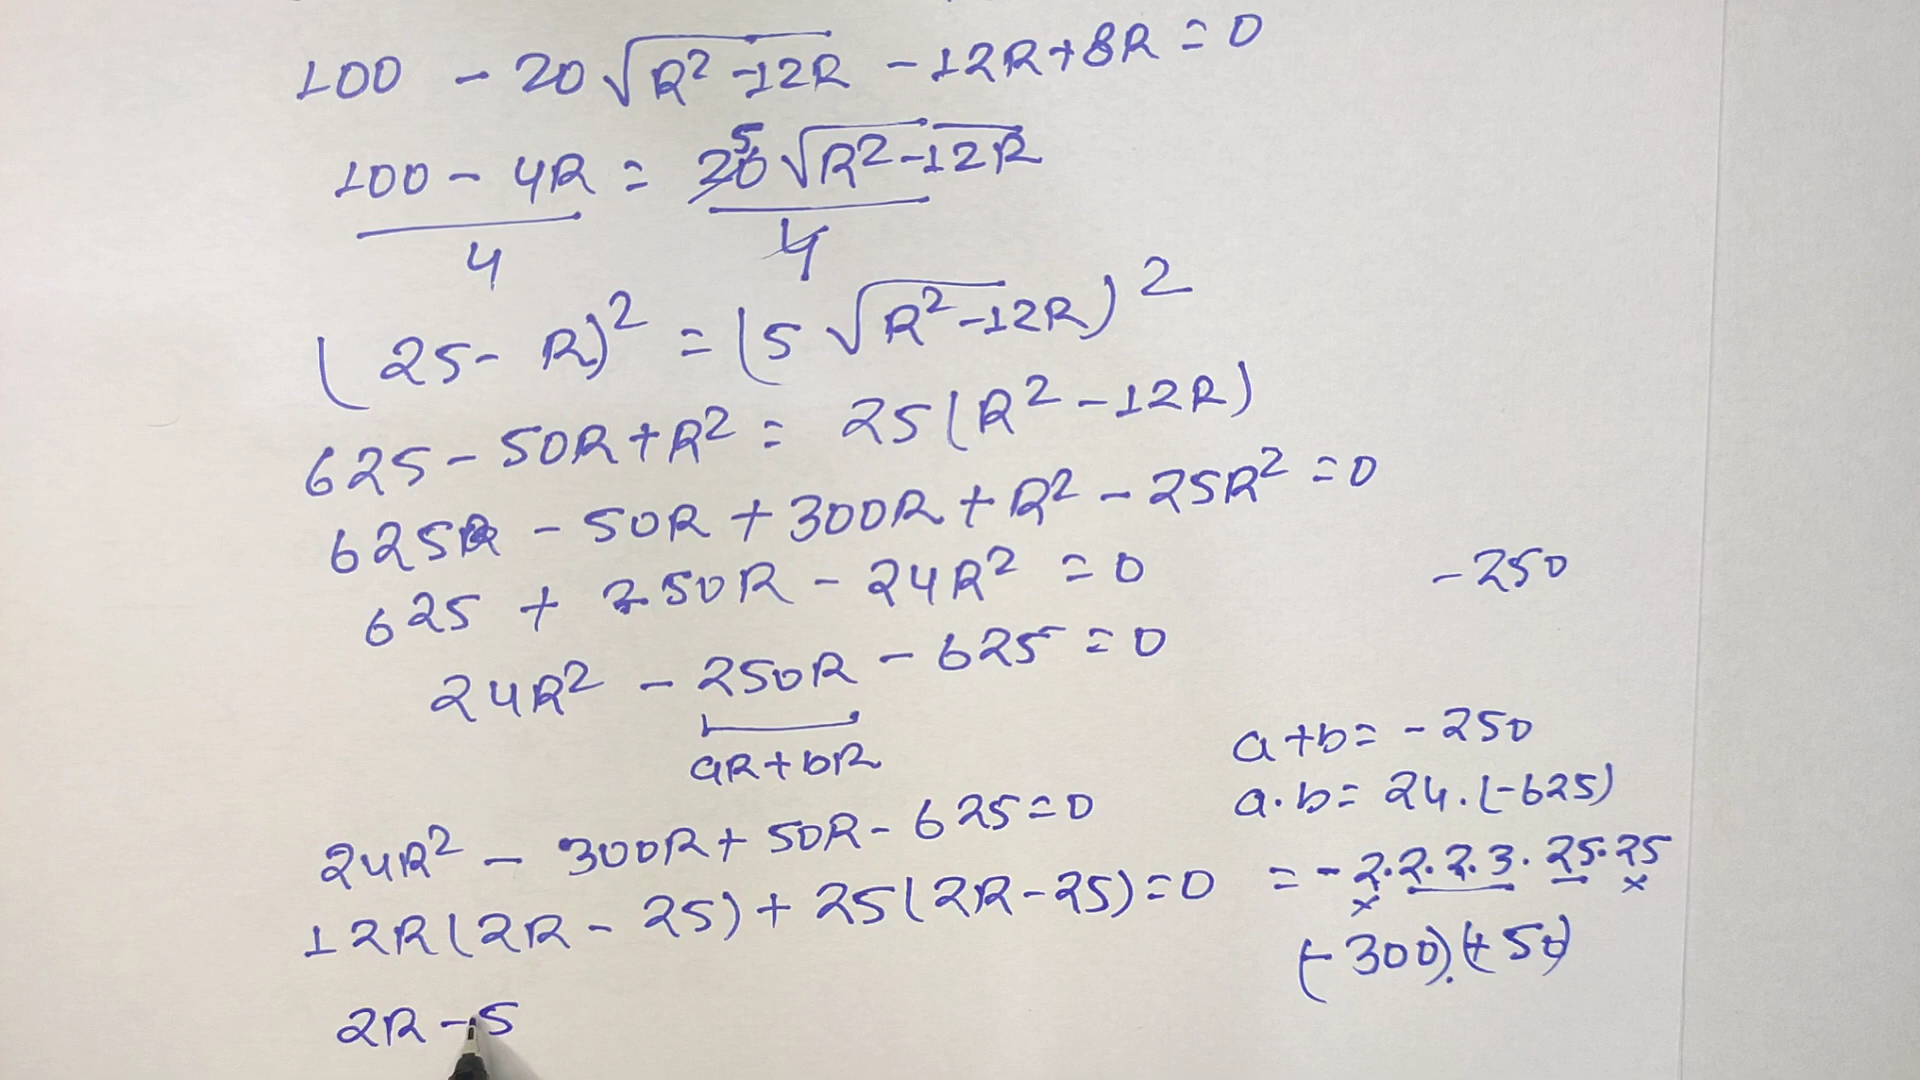 100 - 20√(R² - 12R) - 12R + 8R = 0
(100 - 4R)/4 = (20√(R² - 12R))/4
5
(25 - R)² = (5√(R² - 12R))²
625 - 50R + R² = 25(R² - 12R)
625 - 50R + 300R + R² - 25R² = 0
625 + 250R - 24R² = 0
-250
24R² - 250R - 625 = 0
aR + bR
a + b = -250
a · b = 24 · (-625)
24R² - 300R + 50R - 625 = 0
= -2·2·2·3·25·25
12R(2R - 25) + 25(2R - 25) = 0
(-300)·(+50)
2R - 5